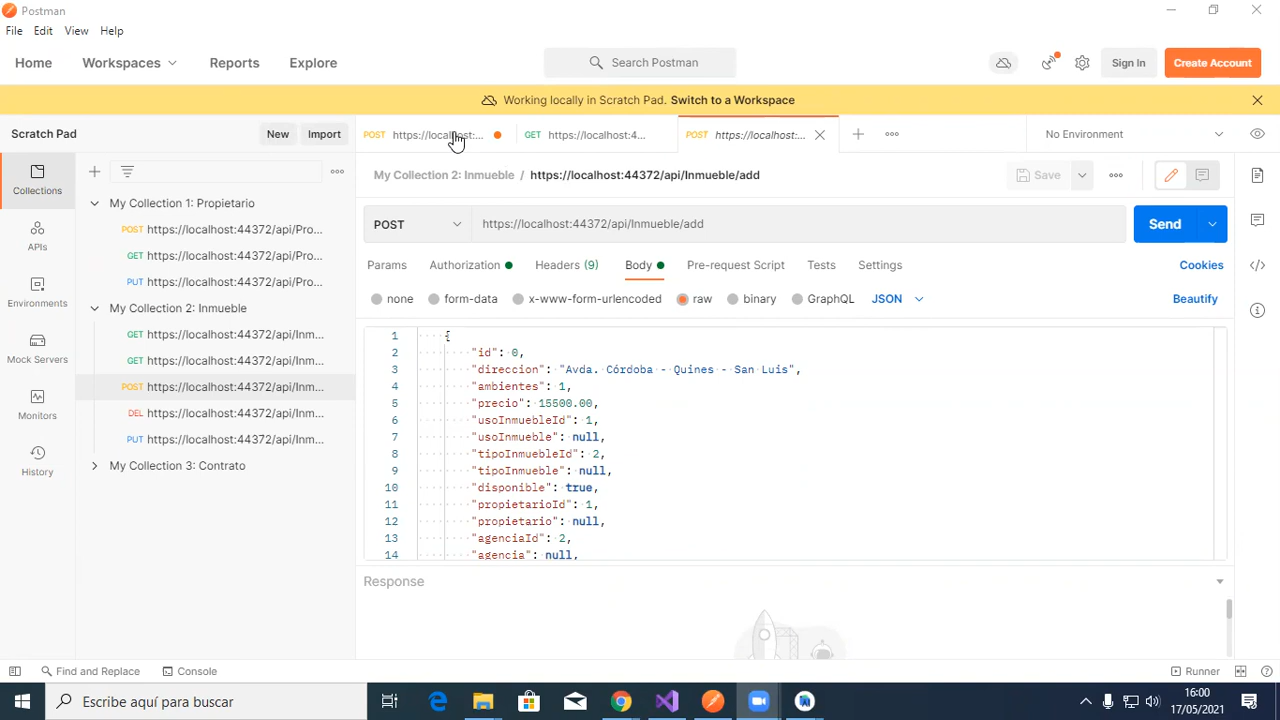 Postman
File Edit View Help
Home Workspaces Reports Explore Search Postman Sign In Create Account
Working locally in Scratch Pad. Switch to a Workspace
Scratch Pad New Import
POST https://localhost:... GET https://localhost:4... POST https://localhost:... No Environment
Collections
APIs
Environments
Mock Servers
Monitors
History
My Collection 1: Propietario
POST https://localhost:44372/api/Pro...
GET https://localhost:44372/api/Pro...
PUT https://localhost:44372/api/Pro...
My Collection 2: Inmueble
GET https://localhost:44372/api/Inm...
GET https://localhost:44372/api/Inm...
POST https://localhost:44372/api/Inm...
DEL https://localhost:44372/api/Inm...
PUT https://localhost:44372/api/Inm...
My Collection 3: Contrato
My Collection 2: Inmueble / https://localhost:44372/api/Inmueble/add Save
POST https://localhost:44372/api/Inmueble/add Send
Params Authorization Headers (9) Body Pre-request Script Tests Settings Cookies
none form-data x-www-form-urlencoded raw binary GraphQL JSON Beautify
1 {
2 "id": 0,
3 "direccion": "Avda. Córdoba - Quines - San Luis",
4 "ambientes": 1,
5 "precio": 15500.00,
6 "usoInmuebleId": 1,
7 "usoInmueble": null,
8 "tipoInmuebleId": 2,
9 "tipoInmueble": null,
10 "disponible": true,
11 "propietarioId": 1,
12 "propietario": null,
13 "agenciaId": 2,
14 "agencia": null,
Response
Find and Replace Console Runner
Escribe aquí para buscar
16:00
17/05/2021